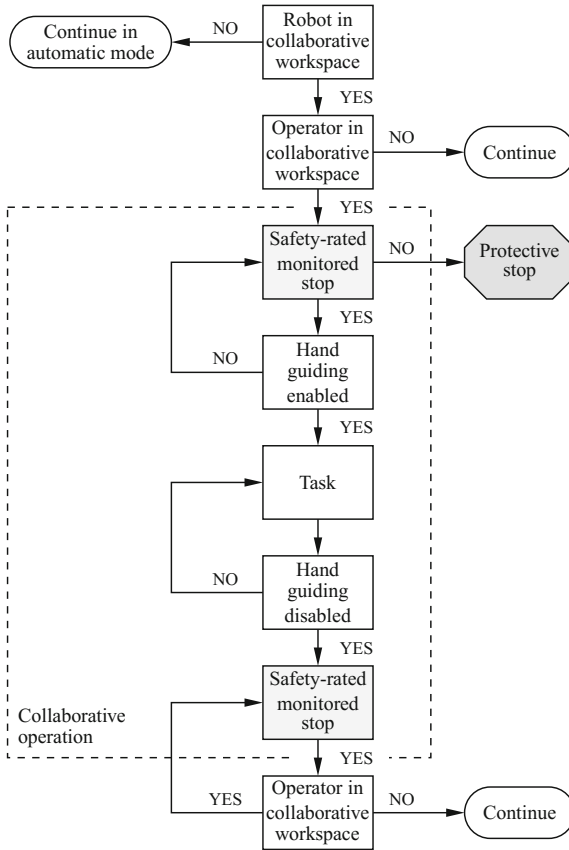 Continue in
automatic mode
NO
Robot in
collaborative
workspace
YES
Operator in
collaborative
workspace
NO
Continue
YES
Safety-rated
monitored
stop
NO
Protective
stop
YES
NO
Hand
guiding
enabled
YES
Task
NO
Hand
guiding
disabled
YES
Safety-rated
monitored
stop
Collaborative
operation
YES
YES
Operator in
collaborative
workspace
NO
Continue